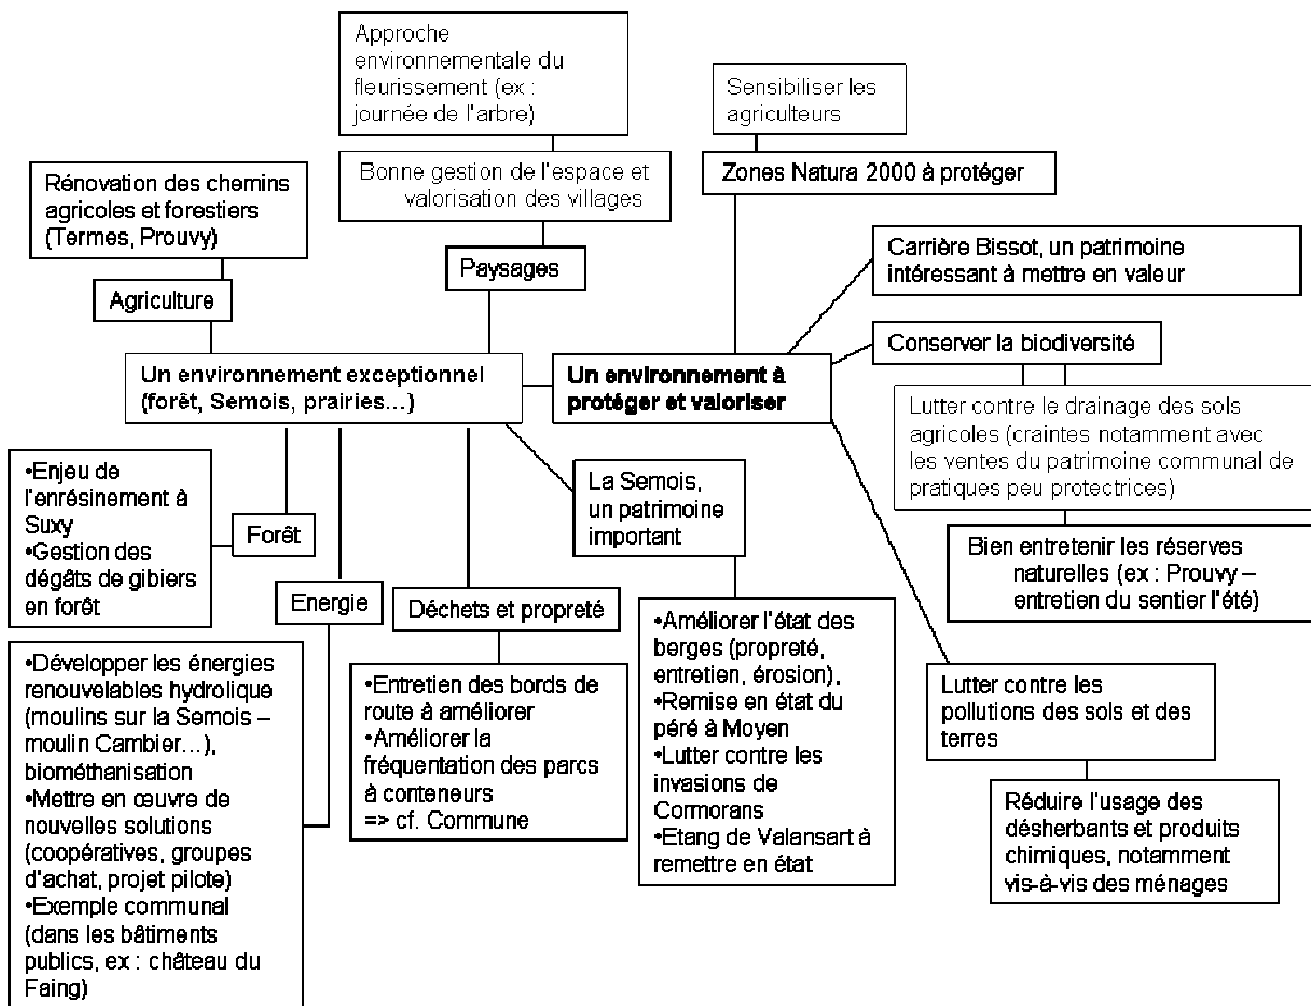 Approche
environnementale du
fleurissement (ex :
journée de l'arbre)
Sensibiliser les
agriculteurs
Bonne gestion de l'espace et
valorisation des villages
Zones Natura 2000 à protéger
Rénovation des chemins
agricoles et forestiers
(Termes, Prouvy)
Carrière Bissot, un patrimoine
intéressant à mettre en valeur
Paysages
Agriculture
Conserver la biodiversité
Un environnement exceptionnel
(forêt, Semois, prairies...)
Un environnement à
protéger et valoriser
Lutter contre le drainage des sols
agricoles (craintes notamment avec
les ventes du patrimoine communal de
pratiques peu protectrices)
•Enjeu de
l'enrésinement à
Suxy
•Gestion des
dégâts de gibiers
en forêt
Forêt
La Semois,
un patrimoine
important
Bien entretenir les réserves
naturelles (ex : Prouvy –
entretien du sentier l'été)
Energie
Déchets et propreté
•Améliorer l'état des
berges (propreté,
entretien, érosion),
•Remise en état du
péré à Moyen
•Lutter contre les
invasions de
Cormorans
•Etang de Valansart à
remettre en état
•Développer les énergies
renouvelables hydrolique
(moulins sur la Semois –
moulin Cambier...),
biométhanisation
•Mettre en œuvre de
nouvelles solutions
(coopératives, groupes
d'achat, projet pilote)
•Exemple communal
(dans les bâtiments
publics, ex : château du
Faing)
•Entretien des bords de
route à améliorer
•Améliorer la
fréquentation des parcs
à conteneurs
=> cf. Commune
Lutter contre les
pollutions des sols et des
terres
Réduire l'usage des
désherbants et produits
chimiques, notamment
vis-à-vis des ménages